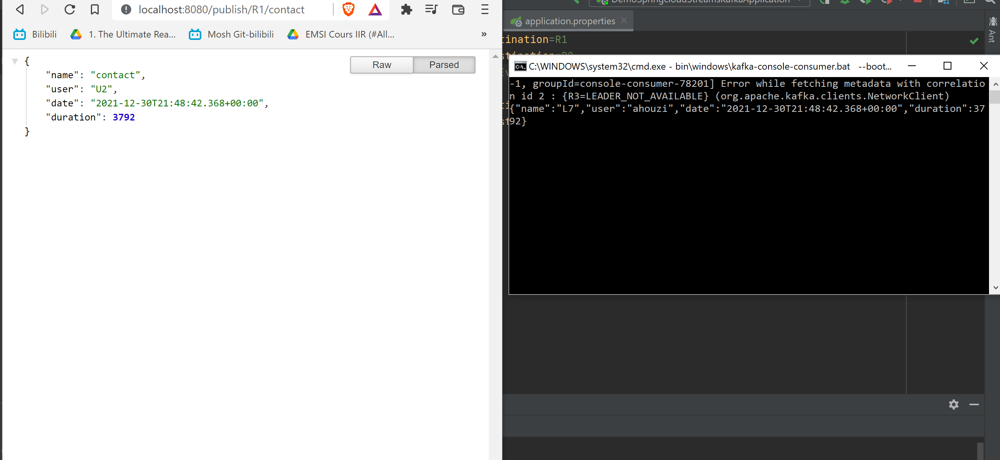 localhost:8080/publish/R1/contact
Bilibili
1. The Ultimate Rea...
Mosh Git-bilibili
EMSI Cours IIR (#All...
»
Raw
Parsed
{
"name": "contact",
"user": "U2",
"date": "2021-12-30T21:48:42.368+00:00",
"duration": 3792
}
DemoSpringcloudStreamsKafkaApplication
application.properties
tination=R1
stination=R2
Ant
C:\WINDOWS\system32\cmd.exe - bin\windows\kafka-console-consumer.bat --boot...
-1, groupId=console-consumer-78201] Error while fetching metadata with correlatio
n id 2 : {R3=LEADER_NOT_AVAILABLE} (org.apache.kafka.clients.NetworkClient)
{"name":"L7","user":"ahouzi","date":"2021-12-30T21:48:42.368+00:00","duration":37
92}